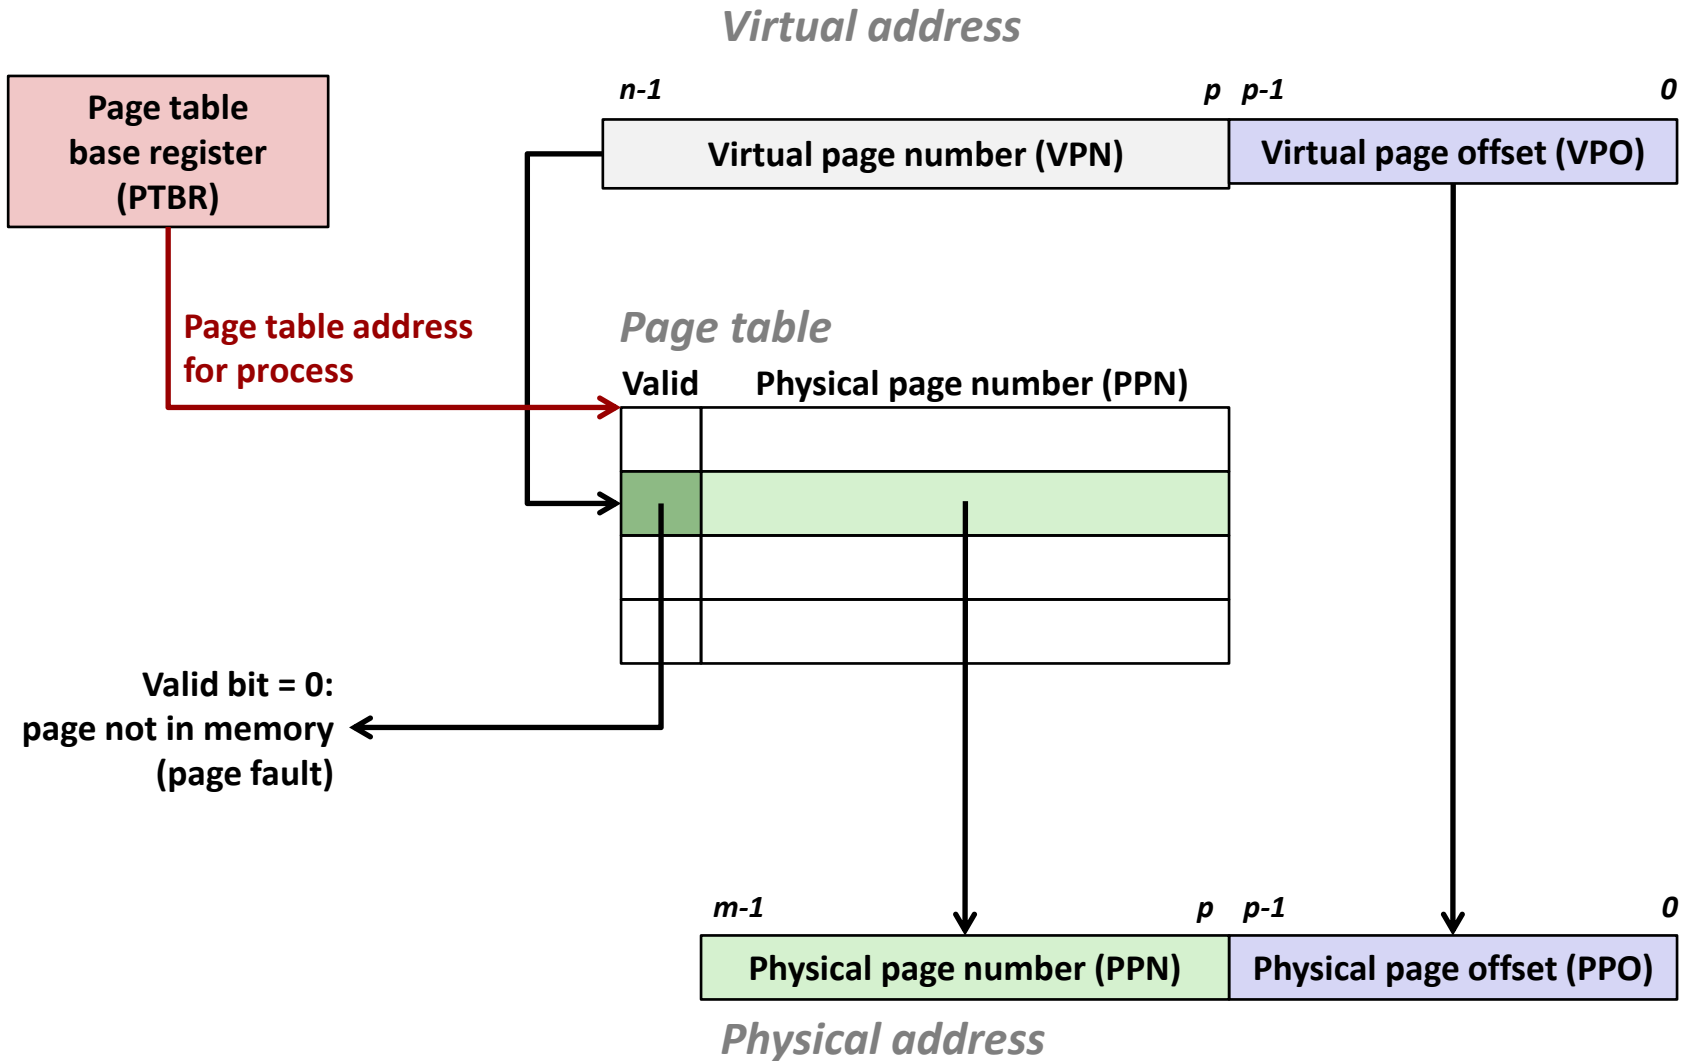 Virtual address
Page table
base register
(PTBR)
n-1 p p-1 0
Virtual page number (VPN) Virtual page offset (VPO)
Page table address
for process
Page table
Valid Physical page number (PPN)
Valid bit = 0:
page not in memory
(page fault)
m-1 p p-1 0
Physical page number (PPN) Physical page offset (PPO)
Physical address